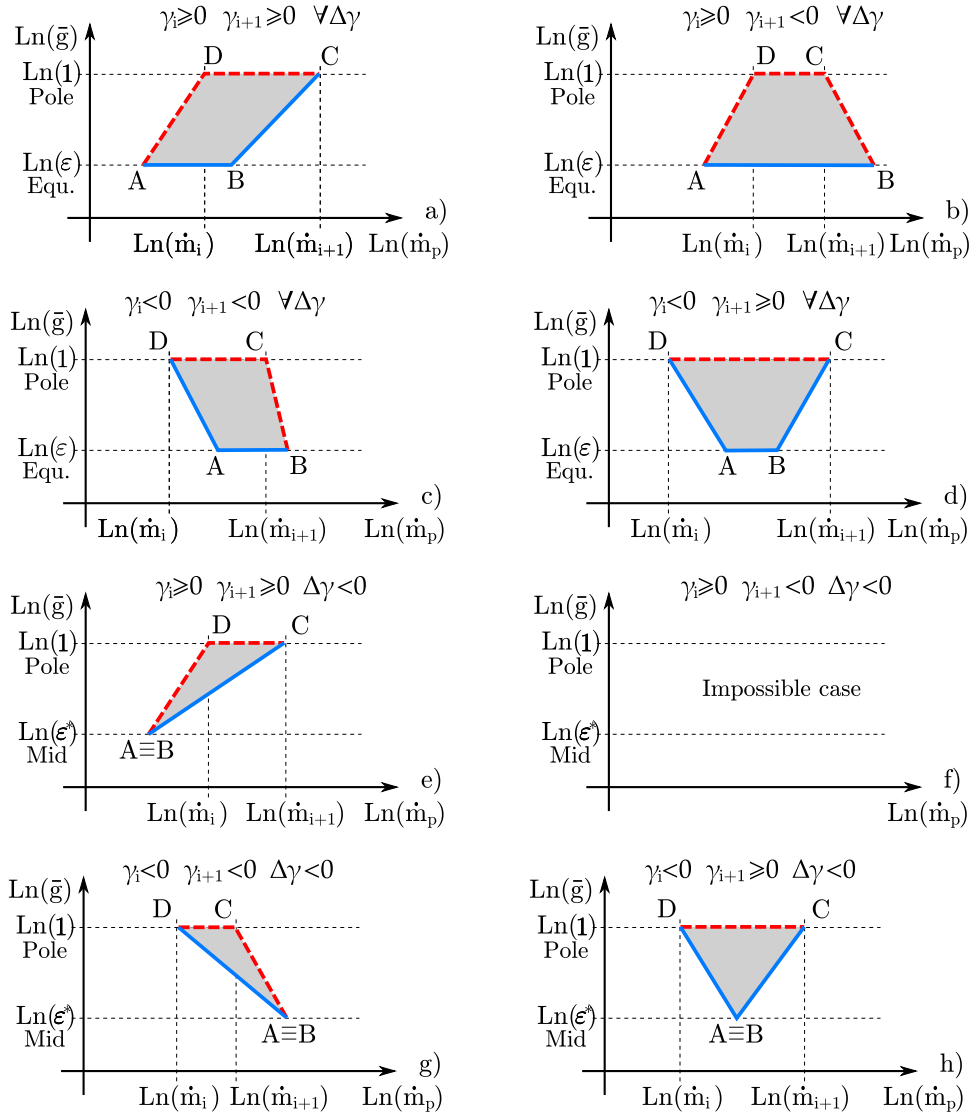 γi≥0 γi+1≥0 ∀Δγ
Ln(ḡ)
D C
Ln(1)
Pole
Ln(ε)
Equ.
A B
a)
Ln(ṁi) Ln(ṁi+1) Ln(ṁp)
γi≥0 γi+1<0 ∀Δγ
Ln(ḡ)
D C
Ln(1)
Pole
Ln(ε)
Equ.
A B
b)
Ln(ṁi) Ln(ṁi+1) Ln(ṁp)
γi<0 γi+1<0 ∀Δγ
Ln(ḡ)
D C
Ln(1)
Pole
Ln(ε)
Equ.
A B
c)
Ln(ṁi) Ln(ṁi+1) Ln(ṁp)
γi<0 γi+1≥0 ∀Δγ
Ln(ḡ)
D C
Ln(1)
Pole
Ln(ε)
Equ.
A B
d)
Ln(ṁi) Ln(ṁi+1) Ln(ṁp)
γi≥0 γi+1≥0 Δγ<0
Ln(ḡ)
D C
Ln(1)
Pole
Ln(ε*)
Mid
A≡B
e)
Ln(ṁi) Ln(ṁi+1) Ln(ṁp)
γi≥0 γi+1<0 Δγ<0
Ln(ḡ)
Ln(1)
Pole
Impossible case
Ln(ε*)
Mid
f)
Ln(ṁp)
γi<0 γi+1<0 Δγ<0
Ln(ḡ)
D C
Ln(1)
Pole
Ln(ε*)
Mid
A≡B
g)
Ln(ṁi) Ln(ṁi+1) Ln(ṁp)
γi<0 γi+1≥0 Δγ<0
Ln(ḡ)
D C
Ln(1)
Pole
Ln(ε*)
Mid
A≡B
h)
Ln(ṁi) Ln(ṁi+1) Ln(ṁp)